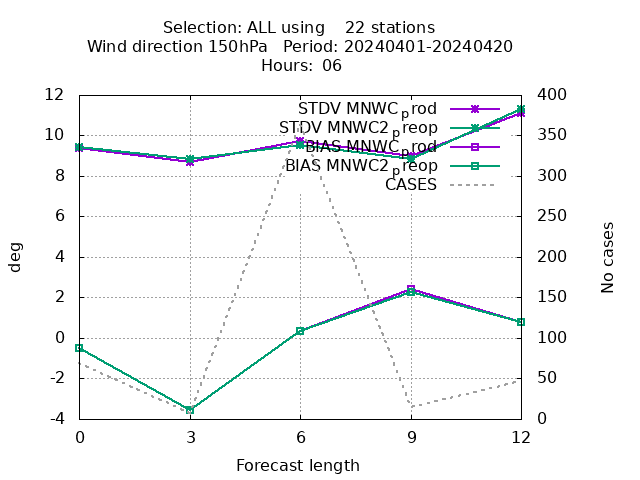 Selection: ALL using    22 stations
Wind direction 150hPa   Period: 20240401-20240420
Hours: 06
12
10
8
6
4
2
0
-2
-4
deg
400
350
300
250
200
150
100
50
0
No cases
STDV MNWC_prod
STDV MNWC2_preop
BIAS MNWC_prod
BIAS MNWC2_preop
CASES
0 3 6 9 12
Forecast length